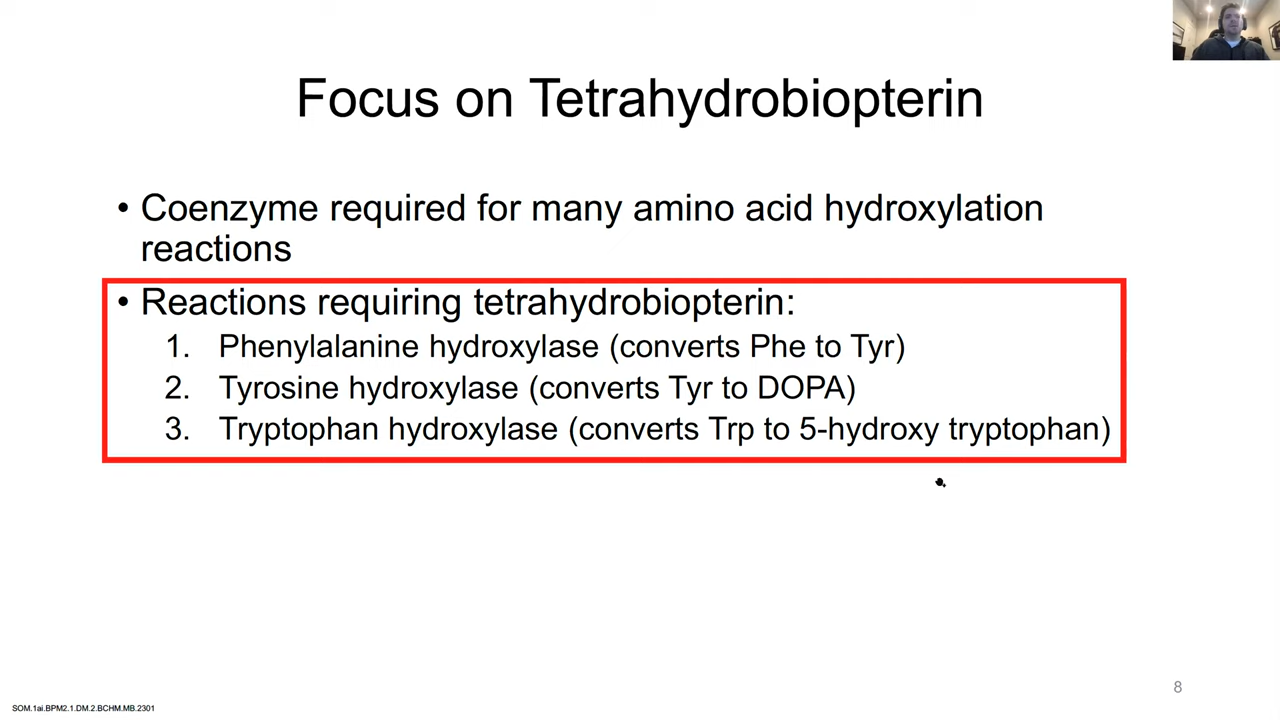 Focus on Tetrahydrobiopterin
• Coenzyme required for many amino acid hydroxylation
reactions
• Reactions requiring tetrahydrobiopterin:
1. Phenylalanine hydroxylase (converts Phe to Tyr)
2. Tyrosine hydroxylase (converts Tyr to DOPA)
3. Tryptophan hydroxylase (converts Trp to 5-hydroxy tryptophan)
8
SOM.1ai.BPM2.1.DM.2.BCHM.MB.2301